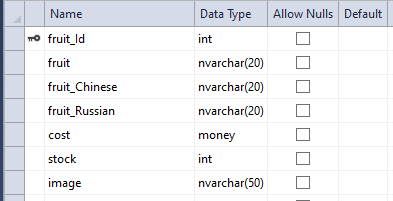 Name Data Type Allow Nulls Default
fruit_Id int
fruit nvarchar(20)
fruit_Chinese nvarchar(20)
fruit_Russian nvarchar(20)
cost money
stock int
image nvarchar(50)